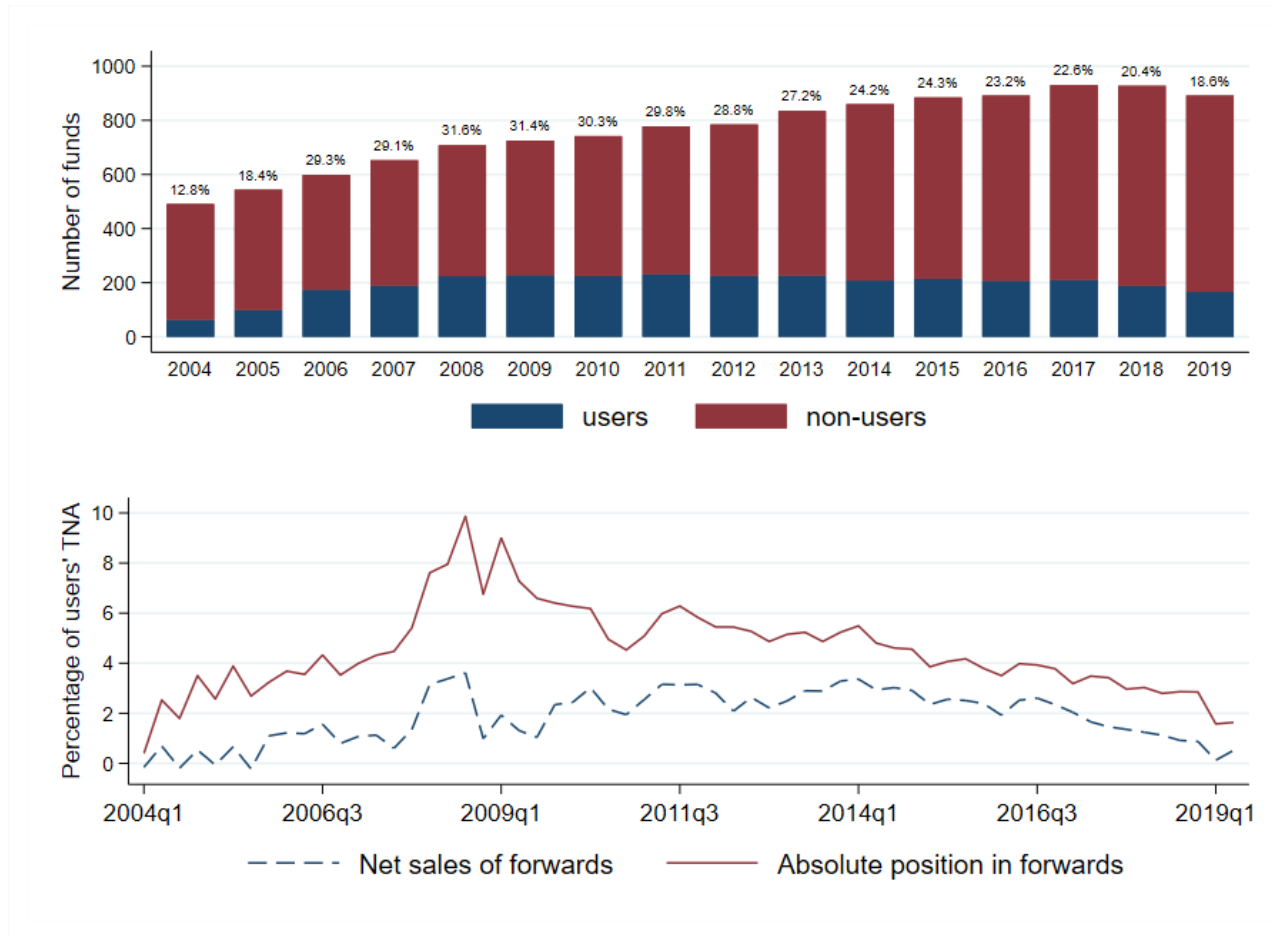 Number of funds
1000
800
600
400
200
0
12.8% 18.4% 29.3% 29.1% 31.6% 31.4% 30.3% 29.8% 28.8% 27.2% 24.2% 24.3% 23.2% 22.6% 20.4% 18.6%
2004 2005 2006 2007 2008 2009 2010 2011 2012 2013 2014 2015 2016 2017 2018 2019
users non-users
Percentage of users' TNA
10
8
6
4
2
0
2004q1 2006q3 2009q1 2011q3 2014q1 2016q3 2019q1
Net sales of forwards Absolute position in forwards